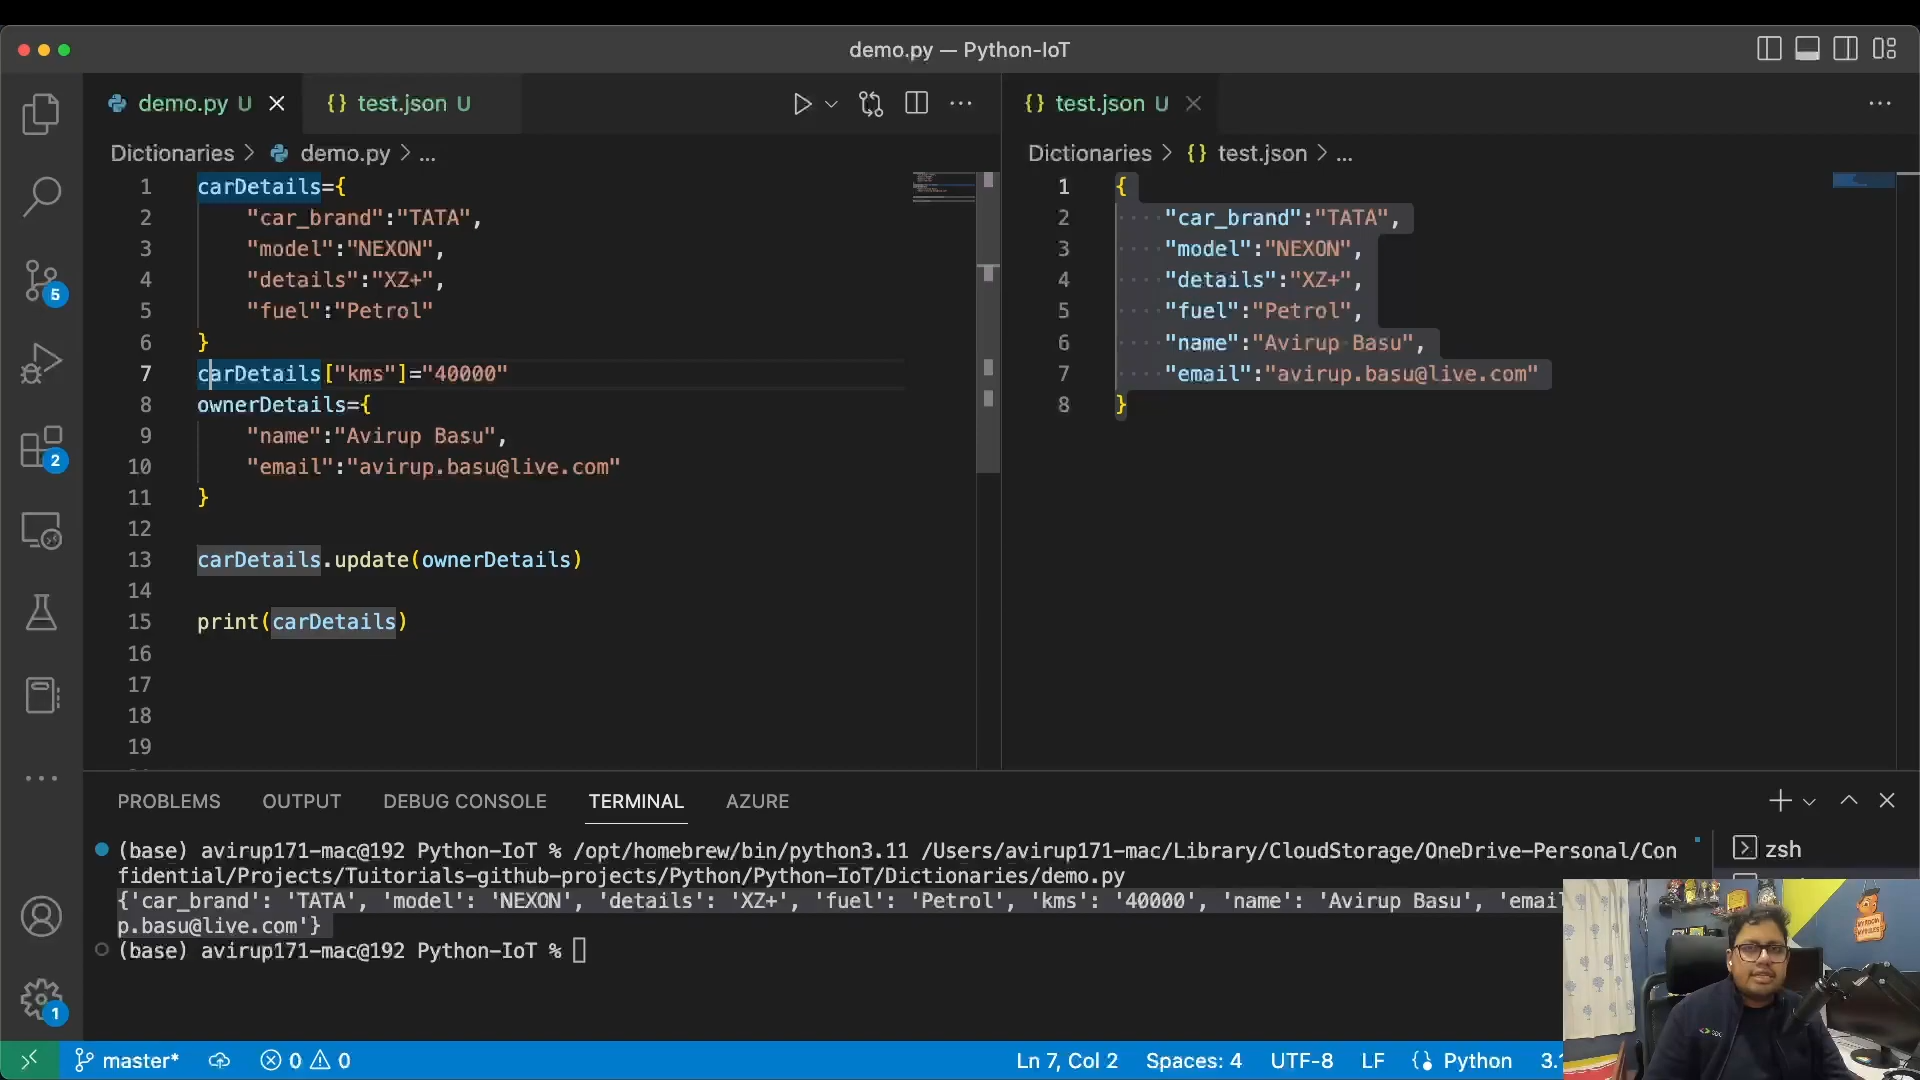 demo.py — Python-IoT
demo.py U
test.json U
test.json U
Dictionaries > demo.py > ...
Dictionaries > {} test.json > ...
1 carDetails={
2 "car_brand":"TATA",
3 "model":"NEXON",
4 "details":"XZ+",
5 "fuel":"Petrol"
6 }
7 carDetails["kms"]="40000"
8 ownerDetails={
9 "name":"Avirup Basu",
10 "email":"avirup.basu@live.com"
11 }
12
13 carDetails.update(ownerDetails)
14
15 print(carDetails)
16
17
18
19
1 {
2 "car_brand":"TATA",
3 "model":"NEXON",
4 "details":"XZ+",
5 "fuel":"Petrol",
6 "name":"Avirup Basu",
7 "email":"avirup.basu@live.com"
8 }
5
2
1
PROBLEMS OUTPUT DEBUG CONSOLE TERMINAL AZURE
(base) avirup171-mac@192 Python-IoT % /opt/homebrew/bin/python3.11 /Users/avirup171-mac/Library/CloudStorage/OneDrive-Personal/Con
fidential/Projects/Tuitorials-github-projects/Python/Python-IoT/Dictionaries/demo.py
{'car_brand': 'TATA', 'model': 'NEXON', 'details': 'XZ+', 'fuel': 'Petrol', 'kms': '40000', 'name': 'Avirup Basu', 'email
p.basu@live.com'}
(base) avirup171-mac@192 Python-IoT %
zsh
master* 0 0 Ln 7, Col 2 Spaces: 4 UTF-8 LF Python